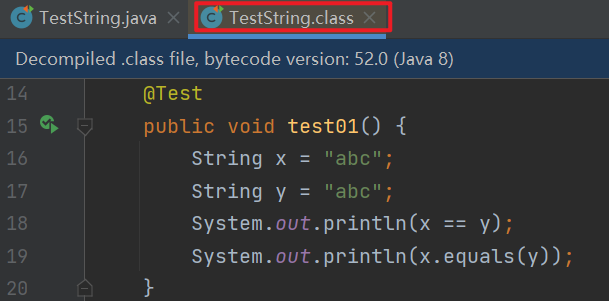 TestString.java × TestString.class ×
Decompiled .class file, bytecode version: 52.0 (Java 8)
14 @Test
15 public void test01() {
16 String x = "abc";
17 String y = "abc";
18 System.out.println(x == y);
19 System.out.println(x.equals(y));
20 }